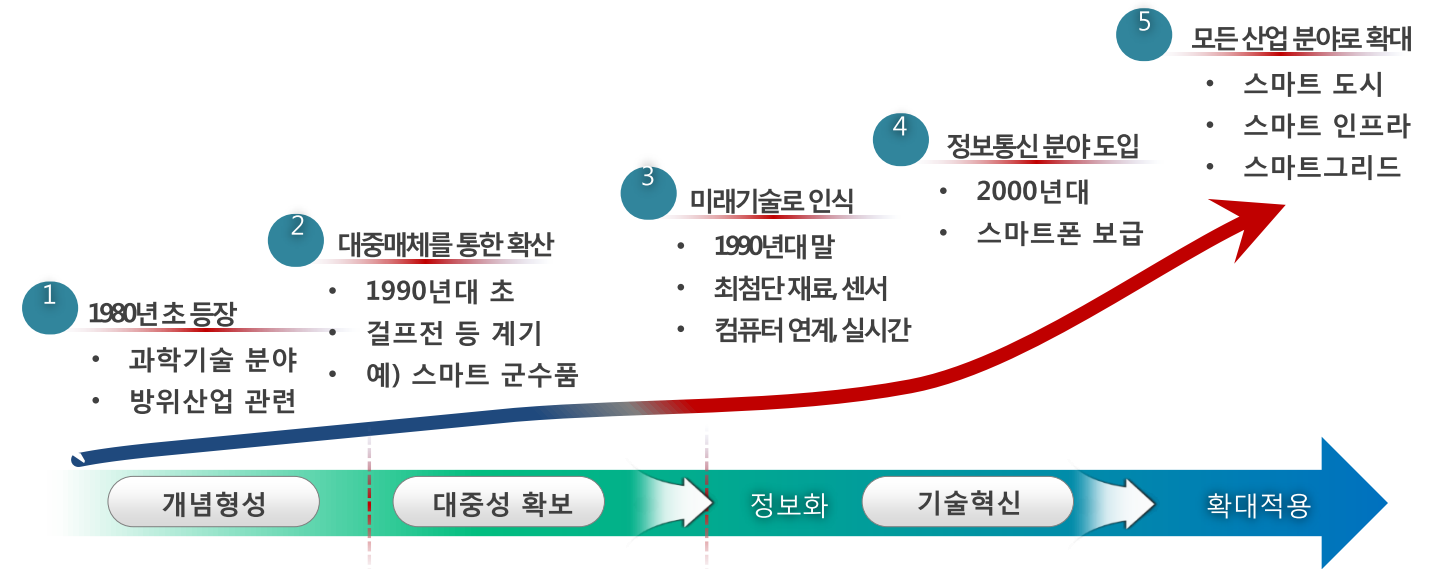 1
1980년 초 등장
• 과학기술 분야
• 방위산업 관련
2
대중매체를 통한 확산
• 1990년대 초
• 걸프전 등 계기
• 예) 스마트 군수품
3
미래기술로 인식
• 1990년대 말
• 최첨단 재료, 센서
• 컴퓨터 연계, 실시간
4
정보통신 분야 도입
• 2000년대
• 스마트폰 보급
5
모든 산업 분야로 확대
• 스마트 도시
• 스마트 인프라
• 스마트그리드
개념형성
대중성 확보
정보화
기술혁신
확대적용